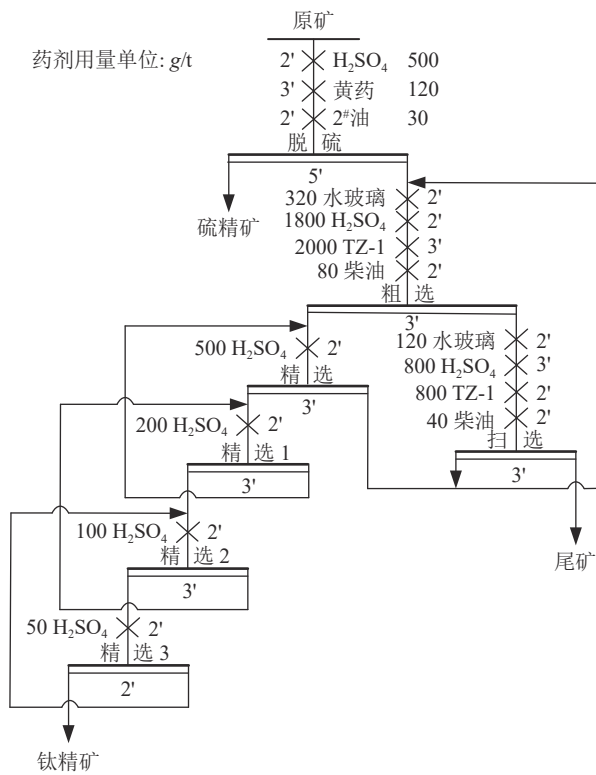 原矿
药剂用量单位: g/t
2' H₂SO₄ 500
3' 黄药 120
2' 2#油 30
脱 硫
5'
硫精矿
320 水玻璃 2'
1800 H₂SO₄ 2'
2000 TZ-1 3'
80 柴油 2'
粗 选
3'
500 H₂SO₄ 2'
精 选
3'
120 水玻璃 2'
800 H₂SO₄ 3'
800 TZ-1 2'
40 柴油 2'
扫 选
3'
尾矿
200 H₂SO₄ 2'
精 选 1
3'
100 H₂SO₄ 2'
精 选 2
3'
50 H₂SO₄ 2'
精 选 3
2'
钛精矿